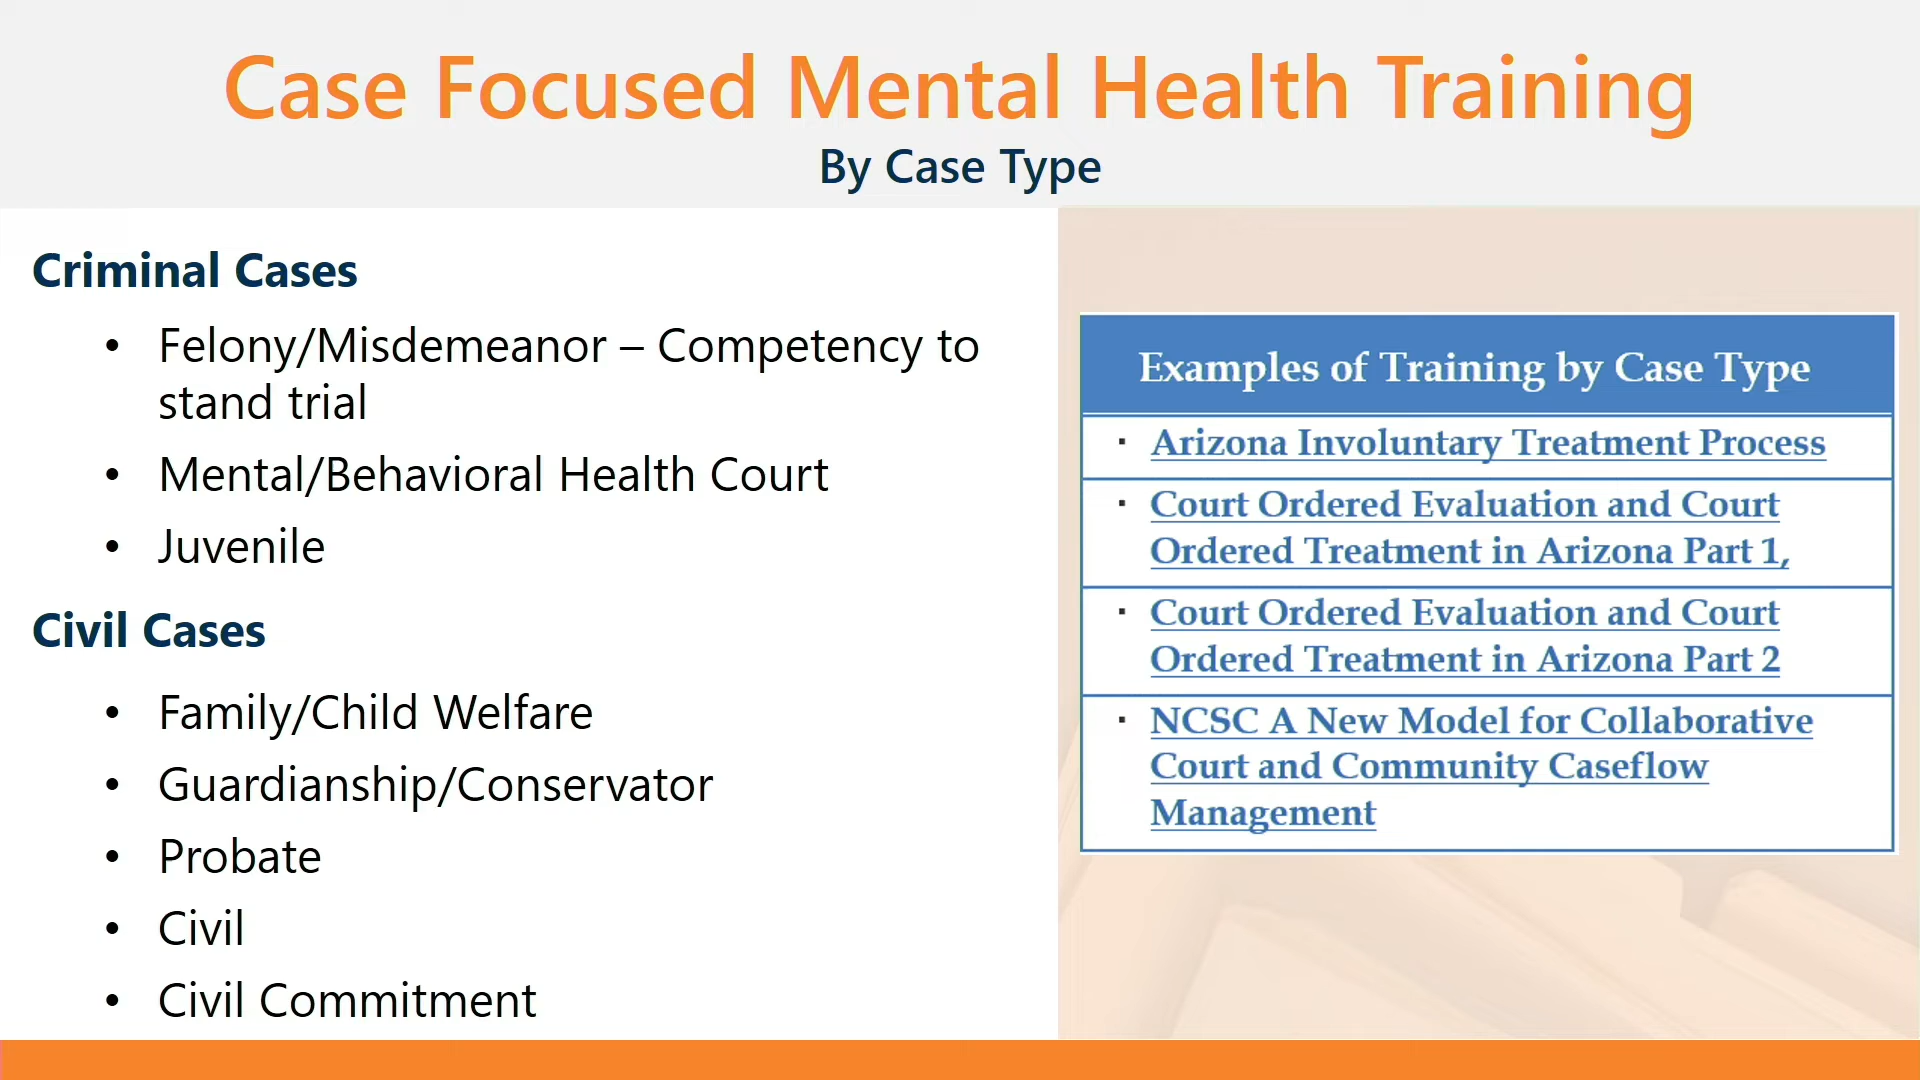 Case Focused Mental Health Training
By Case Type
Criminal Cases
• Felony/Misdemeanor – Competency to
stand trial
• Mental/Behavioral Health Court
• Juvenile
Civil Cases
• Family/Child Welfare
• Guardianship/Conservator
• Probate
• Civil
• Civil Commitment
Examples of Training by Case Type
▪ Arizona Involuntary Treatment Process
▪ Court Ordered Evaluation and Court
Ordered Treatment in Arizona Part 1,
▪ Court Ordered Evaluation and Court
Ordered Treatment in Arizona Part 2
▪ NCSC A New Model for Collaborative
Court and Community Caseflow
Management